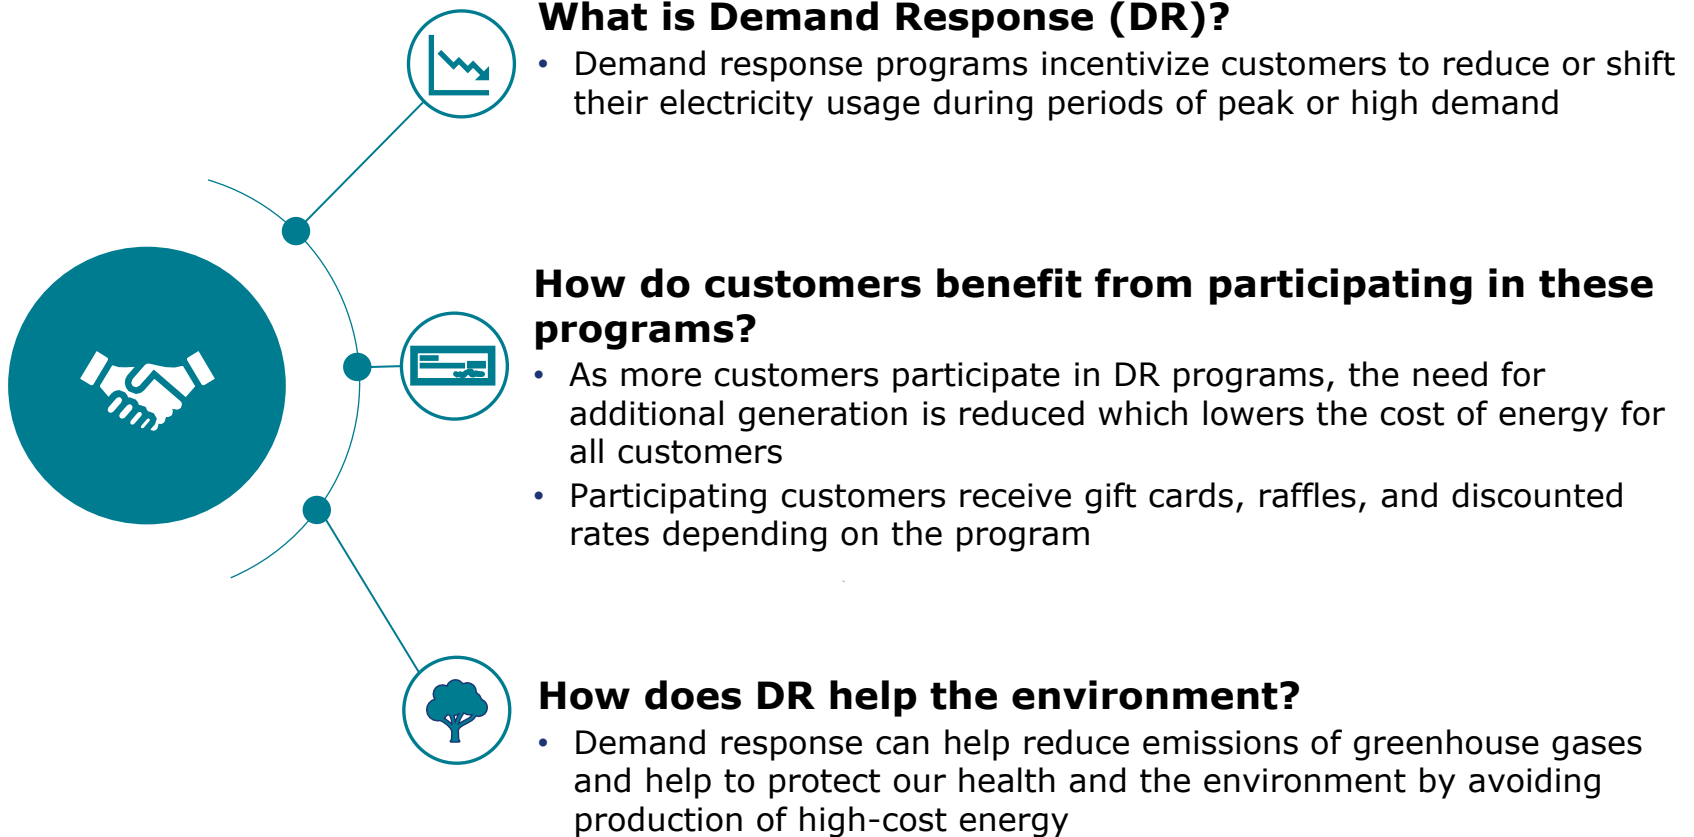 What is Demand Response (DR)?
• Demand response programs incentivize customers to reduce or shift
their electricity usage during periods of peak or high demand
How do customers benefit from participating in these
programs?
• As more customers participate in DR programs, the need for
additional generation is reduced which lowers the cost of energy for
all customers
• Participating customers receive gift cards, raffles, and discounted
rates depending on the program
How does DR help the environment?
• Demand response can help reduce emissions of greenhouse gases
and help to protect our health and the environment by avoiding
production of high-cost energy